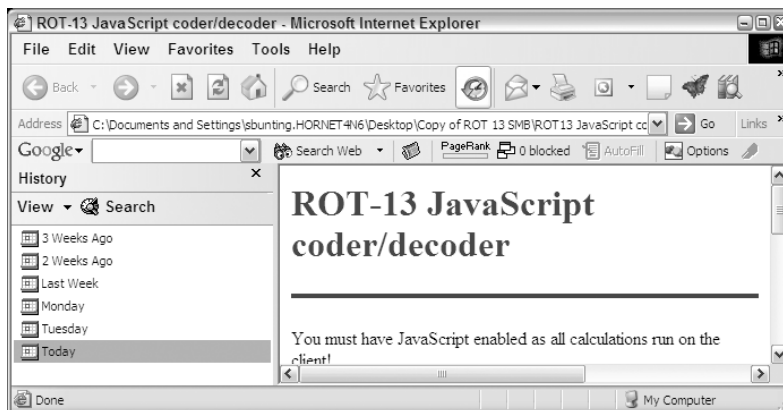 ROT-13 JavaScript coder/decoder - Microsoft Internet Explorer
File Edit View Favorites Tools Help
Back Search Favorites »
Address C:\Documents and Settings\sbunting.HORNET4N6\Desktop\Copy of ROT 13 SMB\ROT13 JavaScript cc Go Links »
Google Search Web PageRank 0 blocked AutoFill Options
History x
View Search
3 Weeks Ago
2 Weeks Ago
Last Week
Monday
Tuesday
Today
ROT-13 JavaScript
coder/decoder
You must have JavaScript enabled as all calculations run on the
client!
Done My Computer